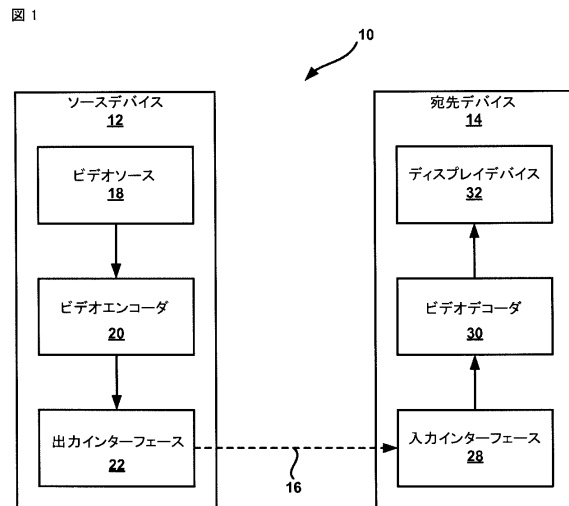 図 1
10
ソースデバイス
12
ビデオソース
18
ビデオエンコーダ
20
出力インターフェース
22
16
宛先デバイス
14
ディスプレイデバイス
32
ビデオデコーダ
30
入力インターフェース
28